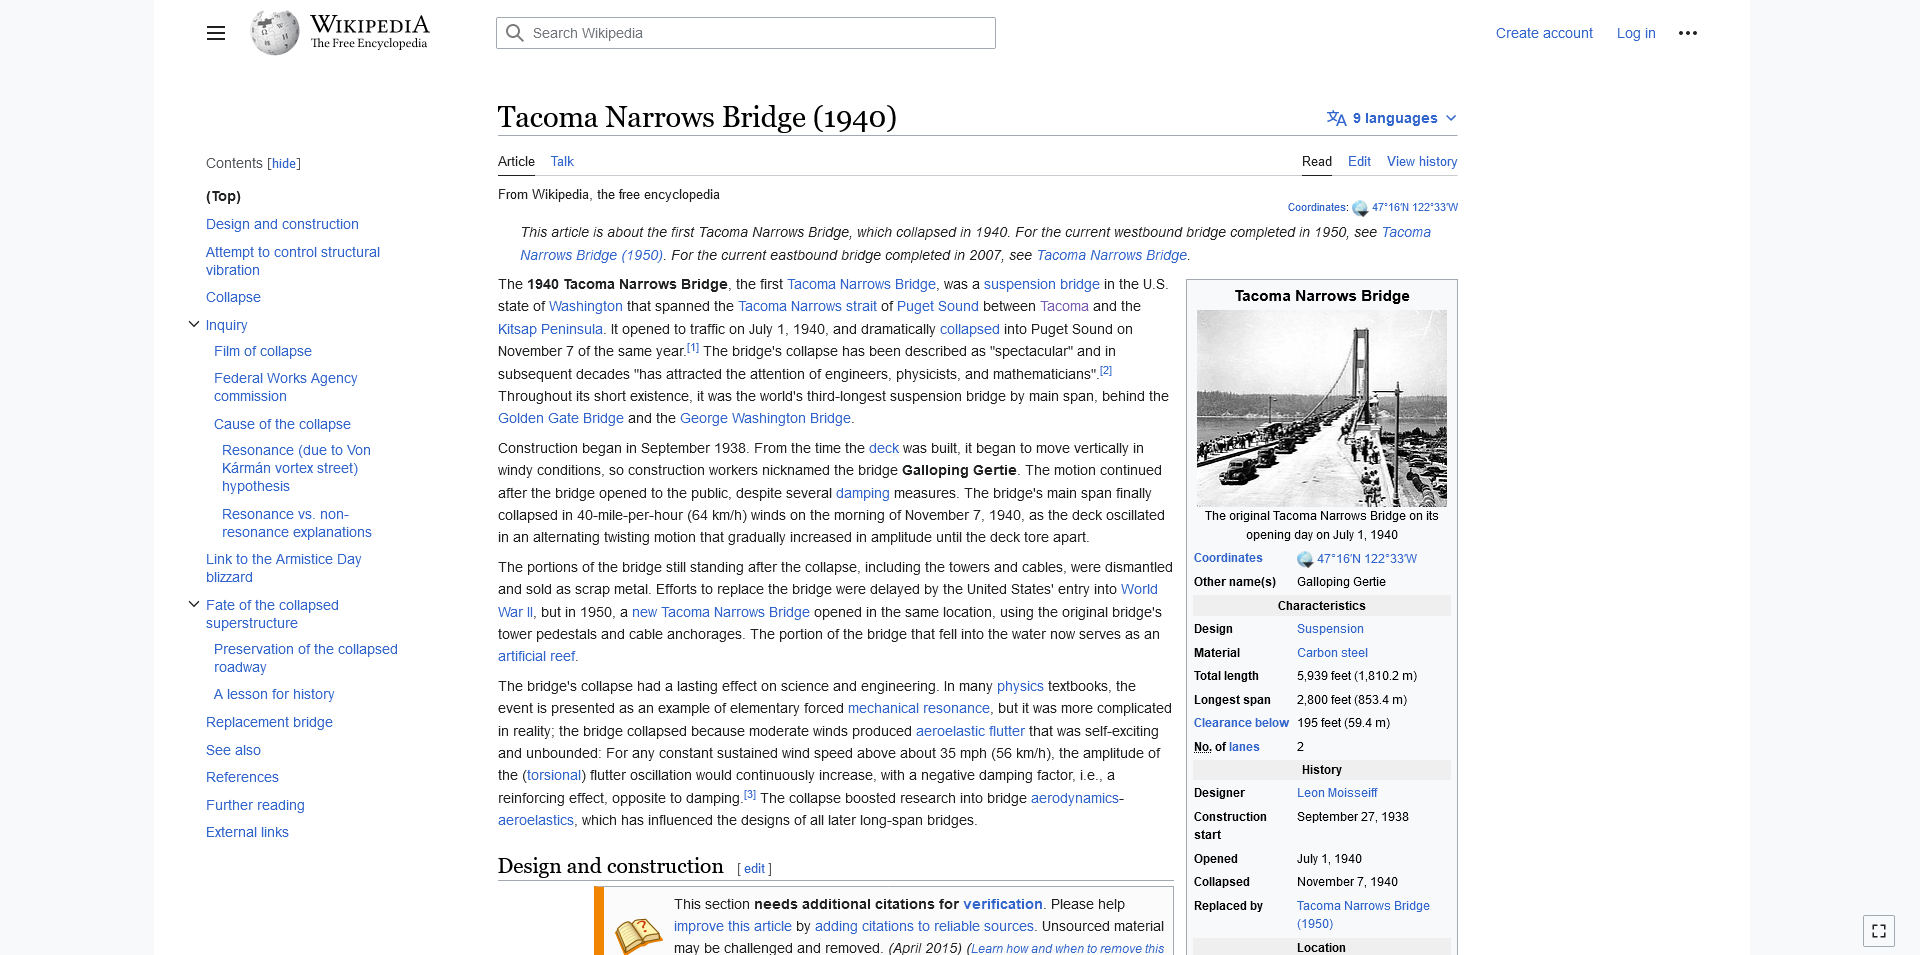 WIKIPEDIA
The Free Encyclopedia
Search Wikipedia
Create account
Log in
Tacoma Narrows Bridge (1940)
9 languages
Contents [hide]
(Top)
Design and construction
Attempt to control structural
vibration
Collapse
Inquiry
Film of collapse
Federal Works Agency
commission
Cause of the collapse
Resonance (due to Von
Kármán vortex street)
hypothesis
Resonance vs. non-
resonance explanations
Link to the Armistice Day
blizzard
Fate of the collapsed
superstructure
Preservation of the collapsed
roadway
A lesson for history
Replacement bridge
See also
References
Further reading
External links
Article
Talk
Read
Edit
View history
From Wikipedia, the free encyclopedia
Coordinates: 47°16′N 122°33′W
This article is about the first Tacoma Narrows Bridge, which collapsed in 1940. For the current westbound bridge completed in 1950, see Tacoma
Narrows Bridge (1950). For the current eastbound bridge completed in 2007, see Tacoma Narrows Bridge.
The 1940 Tacoma Narrows Bridge, the first Tacoma Narrows Bridge, was a suspension bridge in the U.S.
state of Washington that spanned the Tacoma Narrows strait of Puget Sound between Tacoma and the
Kitsap Peninsula. It opened to traffic on July 1, 1940, and dramatically collapsed into Puget Sound on
November 7 of the same year.[1] The bridge's collapse has been described as "spectacular" and in
subsequent decades "has attracted the attention of engineers, physicists, and mathematicians".[2]
Throughout its short existence, it was the world's third-longest suspension bridge by main span, behind the
Golden Gate Bridge and the George Washington Bridge.
Construction began in September 1938. From the time the deck was built, it began to move vertically in
windy conditions, so construction workers nicknamed the bridge Galloping Gertie. The motion continued
after the bridge opened to the public, despite several damping measures. The bridge's main span finally
collapsed in 40-mile-per-hour (64 km/h) winds on the morning of November 7, 1940, as the deck oscillated
in an alternating twisting motion that gradually increased in amplitude until the deck tore apart.
The portions of the bridge still standing after the collapse, including the towers and cables, were dismantled
and sold as scrap metal. Efforts to replace the bridge were delayed by the United States' entry into World
War II, but in 1950, a new Tacoma Narrows Bridge opened in the same location, using the original bridge's
tower pedestals and cable anchorages. The portion of the bridge that fell into the water now serves as an
artificial reef.
The bridge's collapse had a lasting effect on science and engineering. In many physics textbooks, the
event is presented as an example of elementary forced mechanical resonance, but it was more complicated
in reality; the bridge collapsed because moderate winds produced aeroelastic flutter that was self-exciting
and unbounded: For any constant sustained wind speed above about 35 mph (56 km/h), the amplitude of
the (torsional) flutter oscillation would continuously increase, with a negative damping factor, i.e., a
reinforcing effect, opposite to damping.[3] The collapse boosted research into bridge aerodynamics-
aeroelastics, which has influenced the designs of all later long-span bridges.
Design and construction [ edit ]
This section needs additional citations for verification. Please help
improve this article by adding citations to reliable sources. Unsourced material
may be challenged and removed. (April 2015) (Learn how and when to remove this
Tacoma Narrows Bridge
The original Tacoma Narrows Bridge on its
opening day on July 1, 1940
Coordinates 47°16′N 122°33′W
Other name(s) Galloping Gertie
Characteristics
Design Suspension
Material Carbon steel
Total length 5,939 feet (1,810.2 m)
Longest span 2,800 feet (853.4 m)
Clearance below 195 feet (59.4 m)
No. of lanes 2
History
Designer Leon Moisseiff
Construction September 27, 1938
start
Opened July 1, 1940
Collapsed November 7, 1940
Replaced by Tacoma Narrows Bridge
(1950)
Location